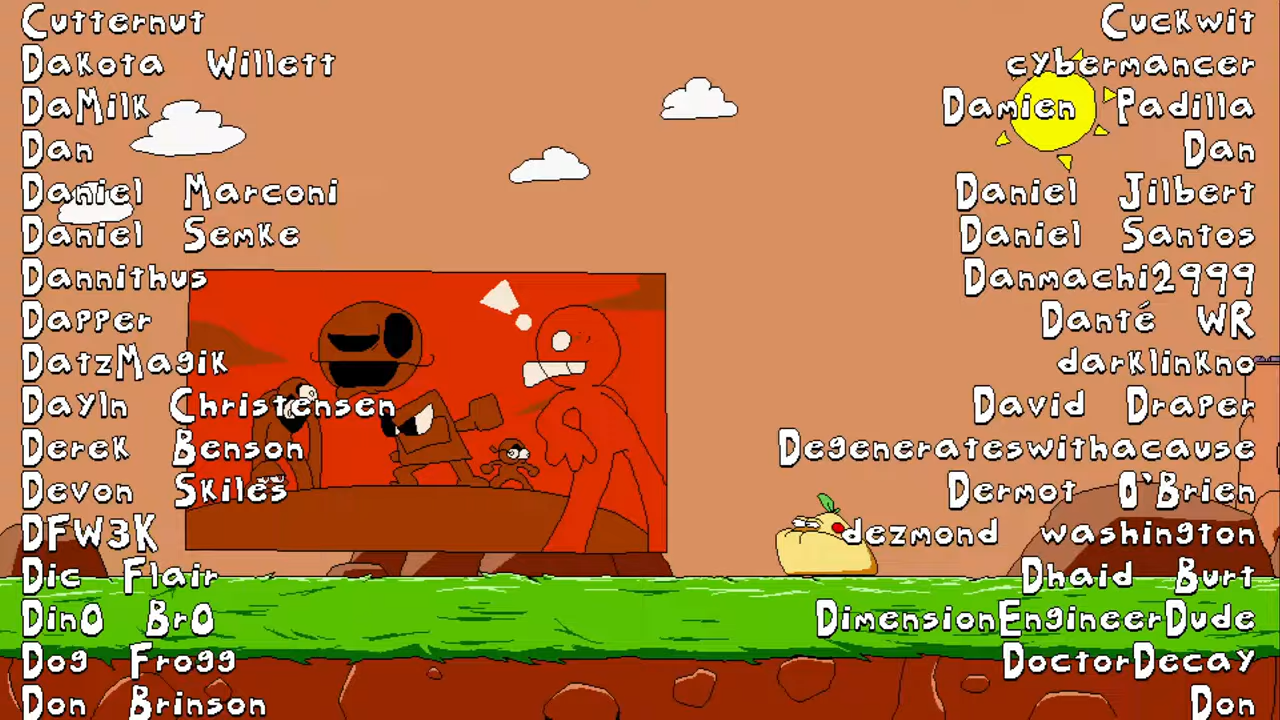 Cutternut
Cuckwit
Dakota Willett
cybermancer
DaMilk
Damien Padilla
Dan
Dan
Daniel Marconi
Daniel Jilbert
Daniel Semke
Daniel Santos
Dannithus
Danmachi2999
Dapper
Danté WR
DatzMagik
darklinkno
Dayln Christensen
David Draper
Derek Benson
Degenerateswithacause
Devon Skiles
Dermot O'Brien
DFW3K
dezmond washington
Dic Flair
Dhaid Burt
Din0 Br0
DimensionEngineerDude
Dog Frogg
DoctorDecay
Don Brinson
Don